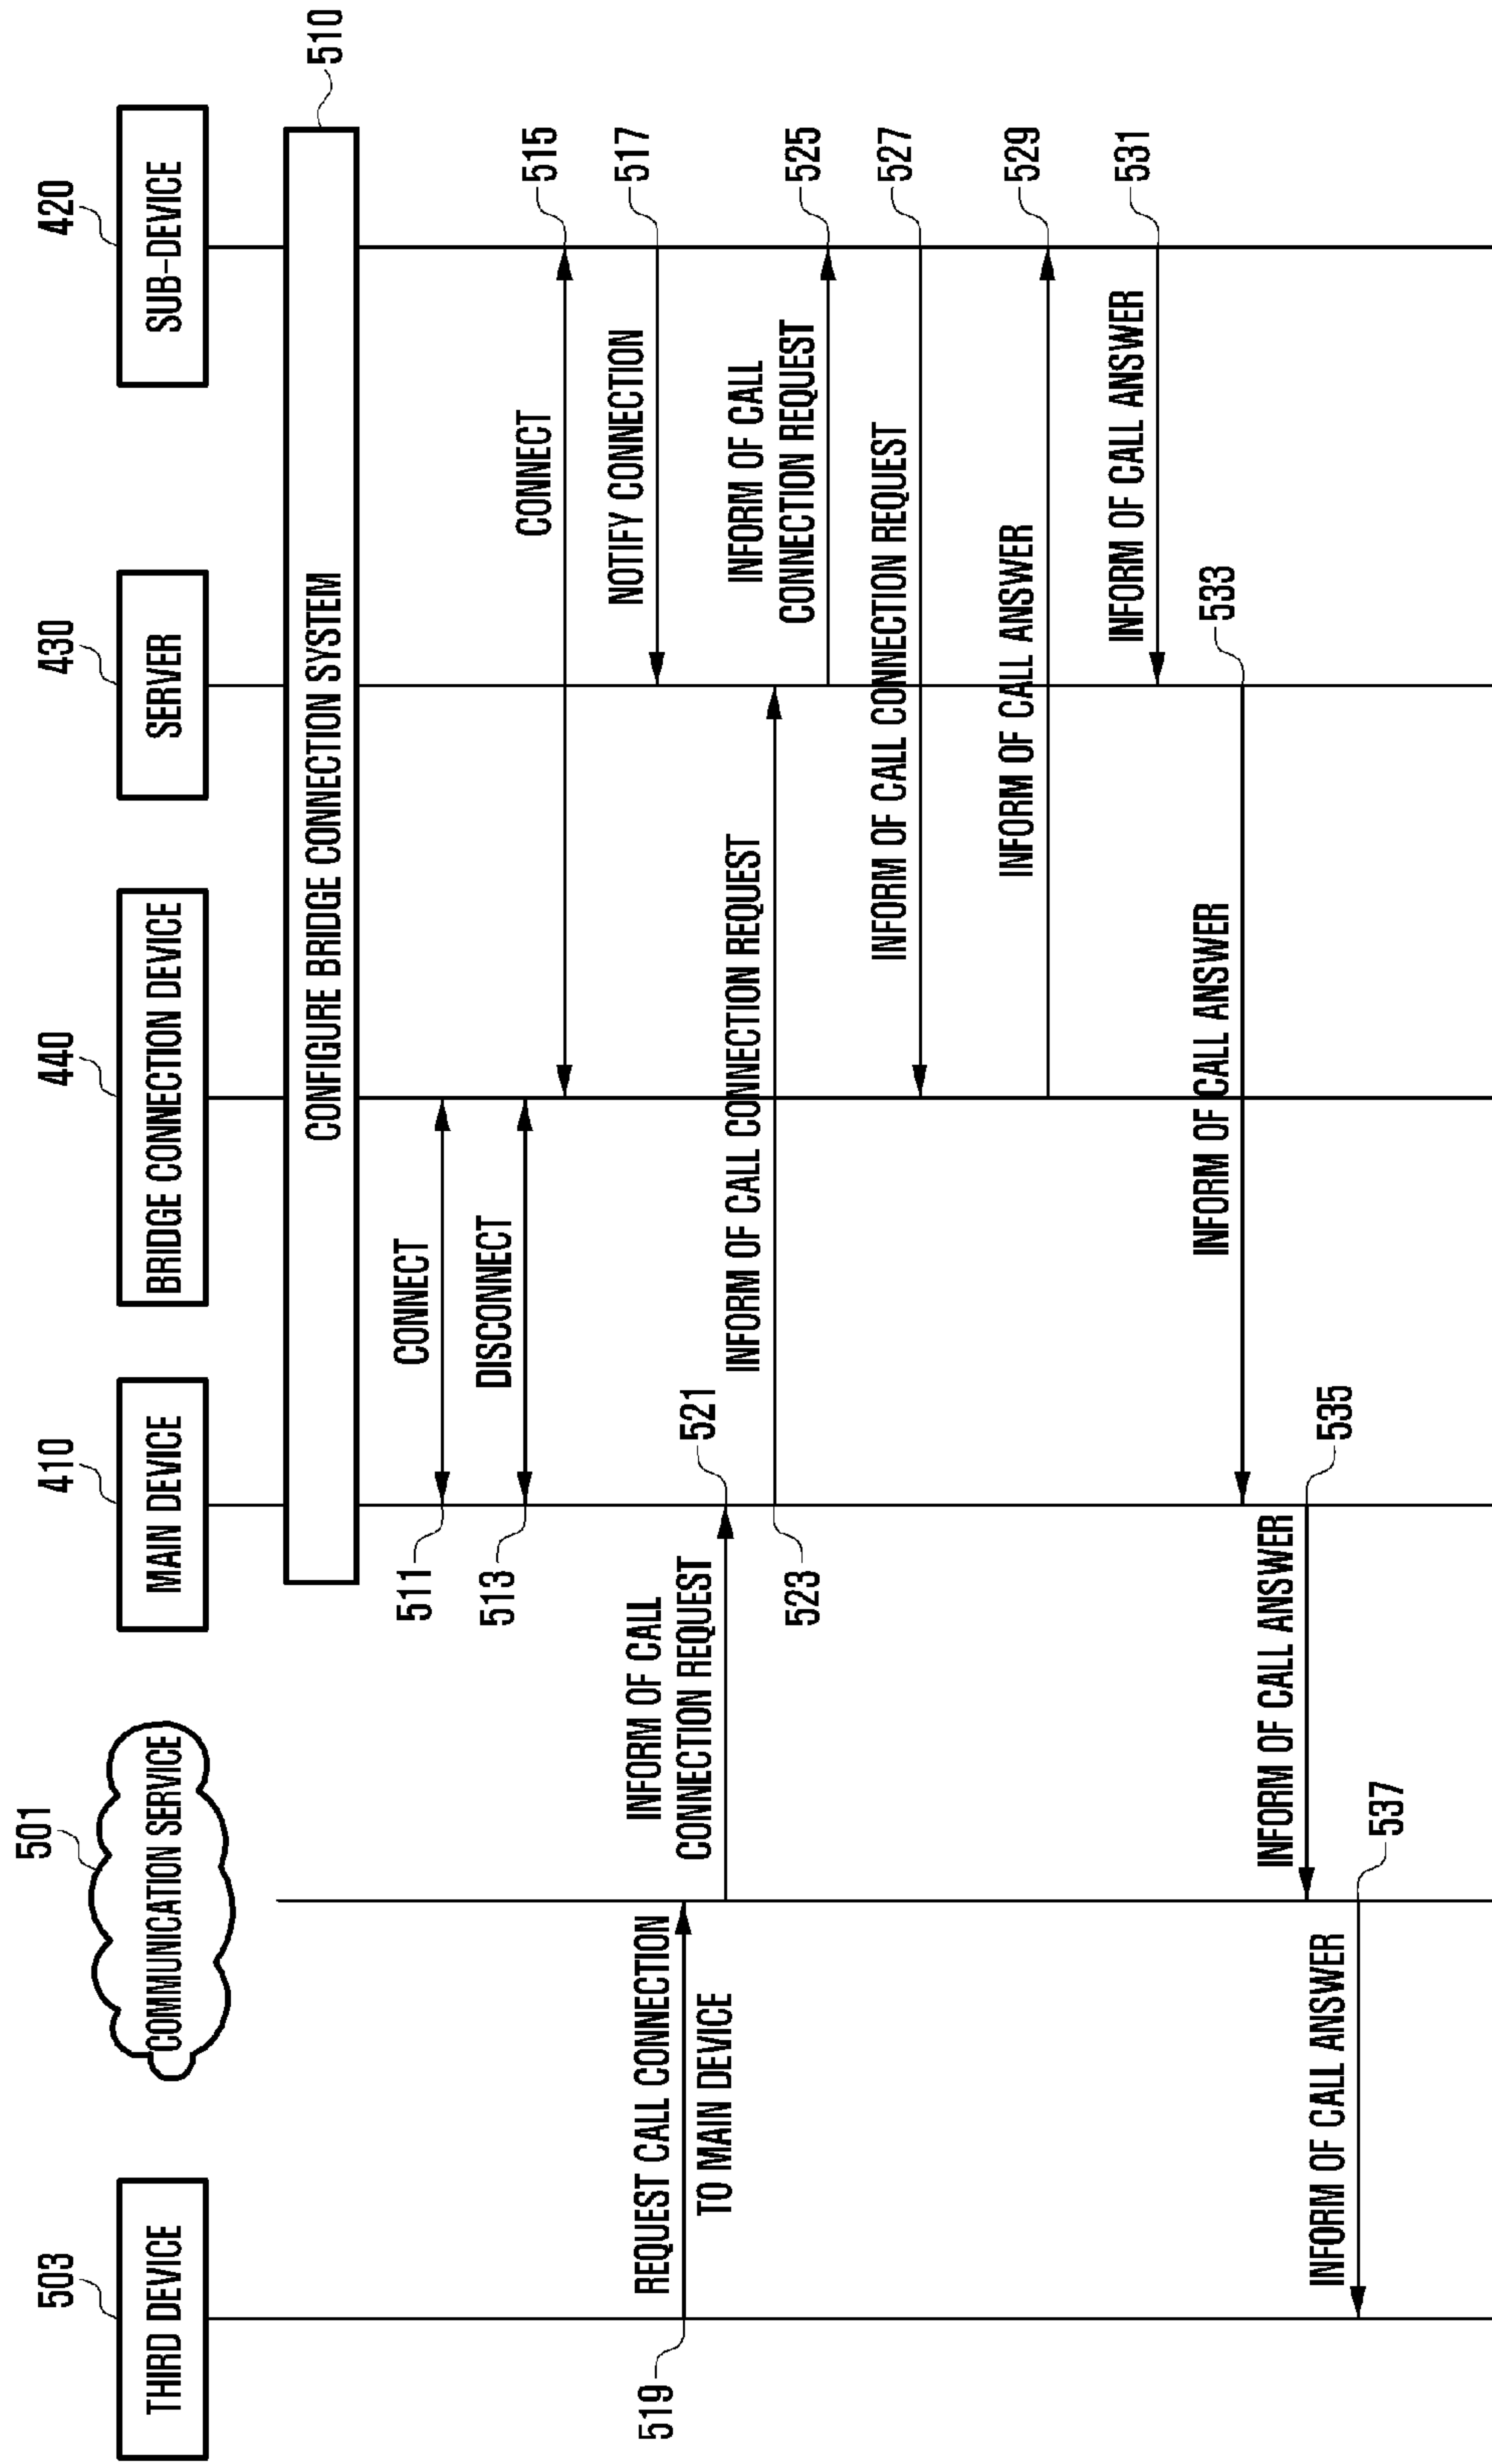 503
THIRD DEVICE
501
COMMUNICATION SERVICE
410
MAIN DEVICE
440
BRIDGE CONNECTION DEVICE
430
SERVER
420
SUB-DEVICE
CONFIGURE BRIDGE CONNECTION SYSTEM
510
511
CONNECT
513
DISCONNECT
CONNECT
515
NOTIFY CONNECTION
517
519
REQUEST CALL CONNECTION
TO MAIN DEVICE
INFORM OF CALL
CONNECTION REQUEST
521
523
INFORM OF CALL CONNECTION REQUEST
INFORM OF CALL
CONNECTION REQUEST
525
INFORM OF CALL CONNECTION REQUEST
527
INFORM OF CALL ANSWER
529
INFORM OF CALL ANSWER
531
INFORM OF CALL ANSWER
533
INFORM OF CALL ANSWER
535
INFORM OF CALL ANSWER
537